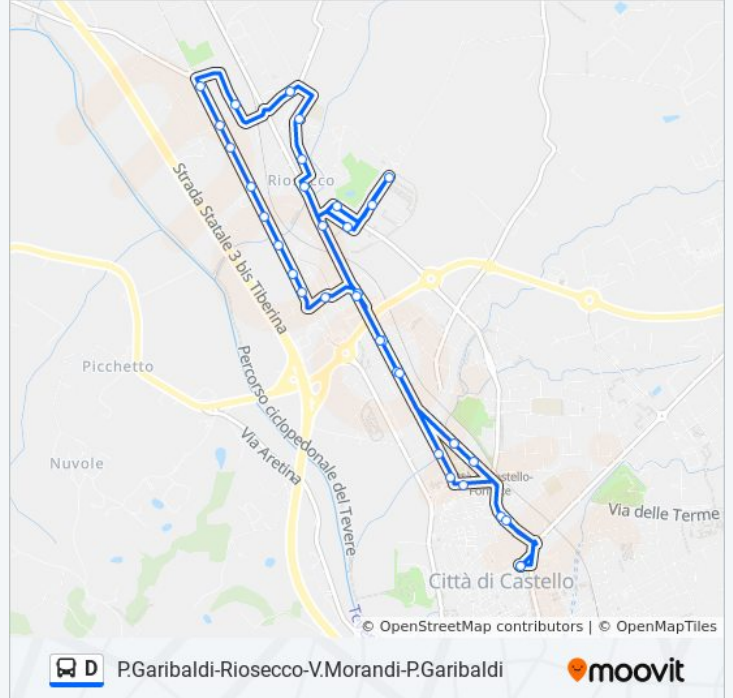 Riosecco
Strada Statale 3 bis Tiberina
Picchetto
Percorso ciclopedonale del Tevere
Nuvole
Via Aretina
Via delle Terme
Città di Castello
© OpenStreetMap contributors | © OpenMapTiles
D P.Garibaldi-Riosecco-V.Morandi-P.Garibaldi
moovit